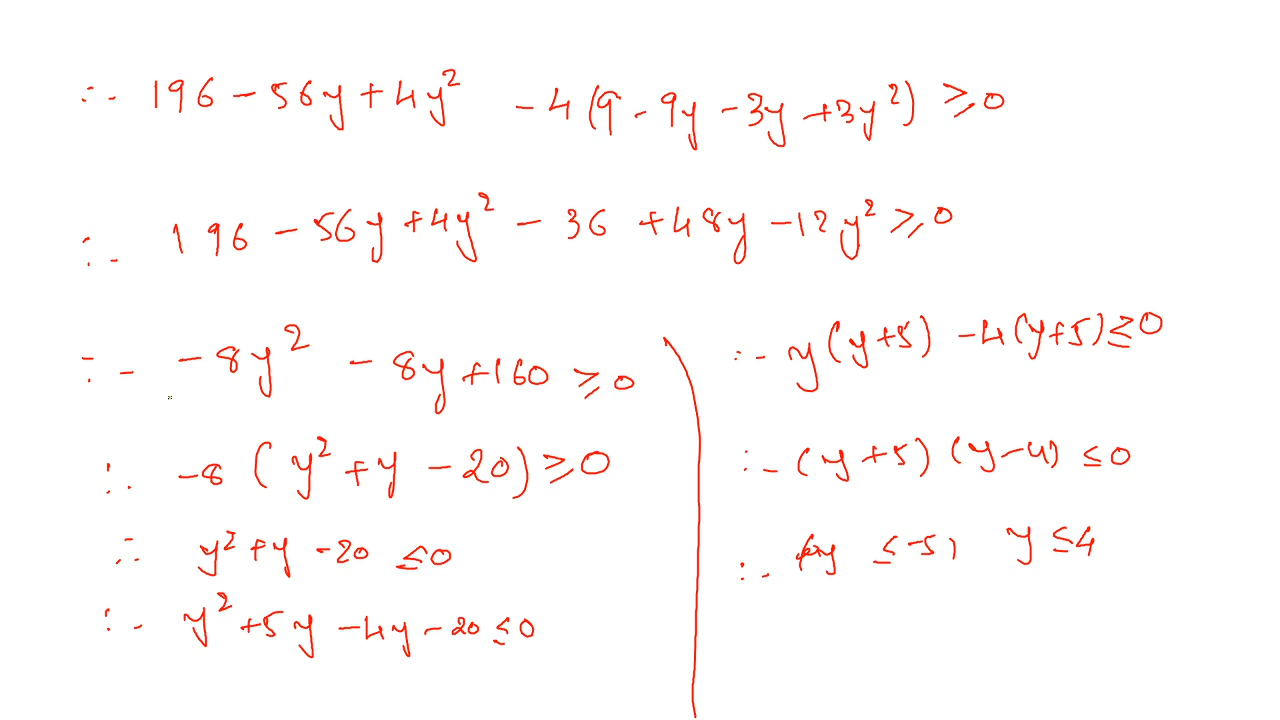 ∴ 196 - 56y + 4y² - 4(9 - 9y - 3y + 3y²) ≥ 0
∴ 196 - 56y + 4y² - 36 + 48y - 12y² ≥ 0
∴ -8y² - 8y + 160 ≥ 0
∴ -8(y² + y - 20) ≥ 0
∴ y² + y - 20 ≤ 0
∴ y² + 5y - 4y - 20 ≤ 0
∴ y(y+5) - 4(y+5) ≤ 0
∴ (y+5)(y-4) ≤ 0
∴ y ≤ -5, y ≤ 4